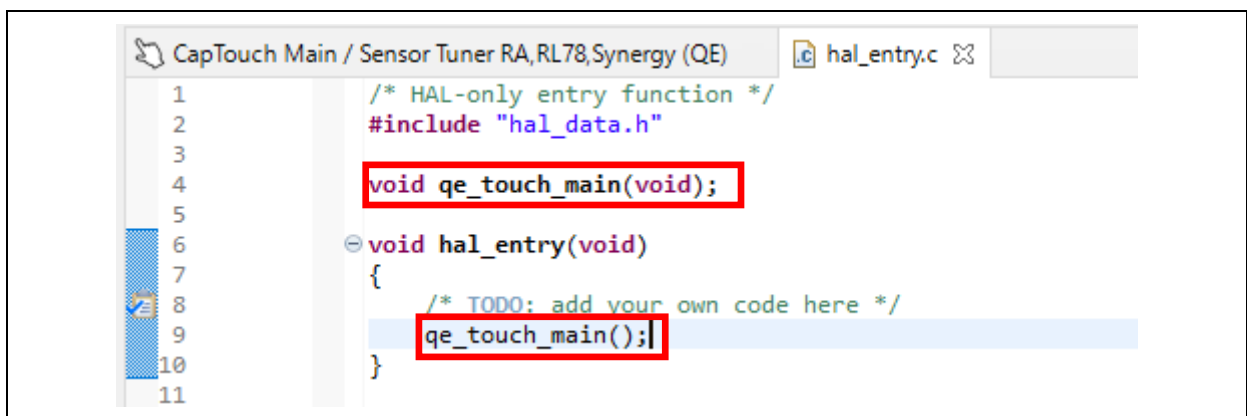 CapTouch Main / Sensor Tuner RA,RL78,Synergy (QE) hal_entry.c
1 /* HAL-only entry function */
2 #include "hal_data.h"
3
4 void qe_touch_main(void);
5
6 void hal_entry(void)
7 {
8 /* TODO: add your own code here */
9 qe_touch_main();
10 }
11